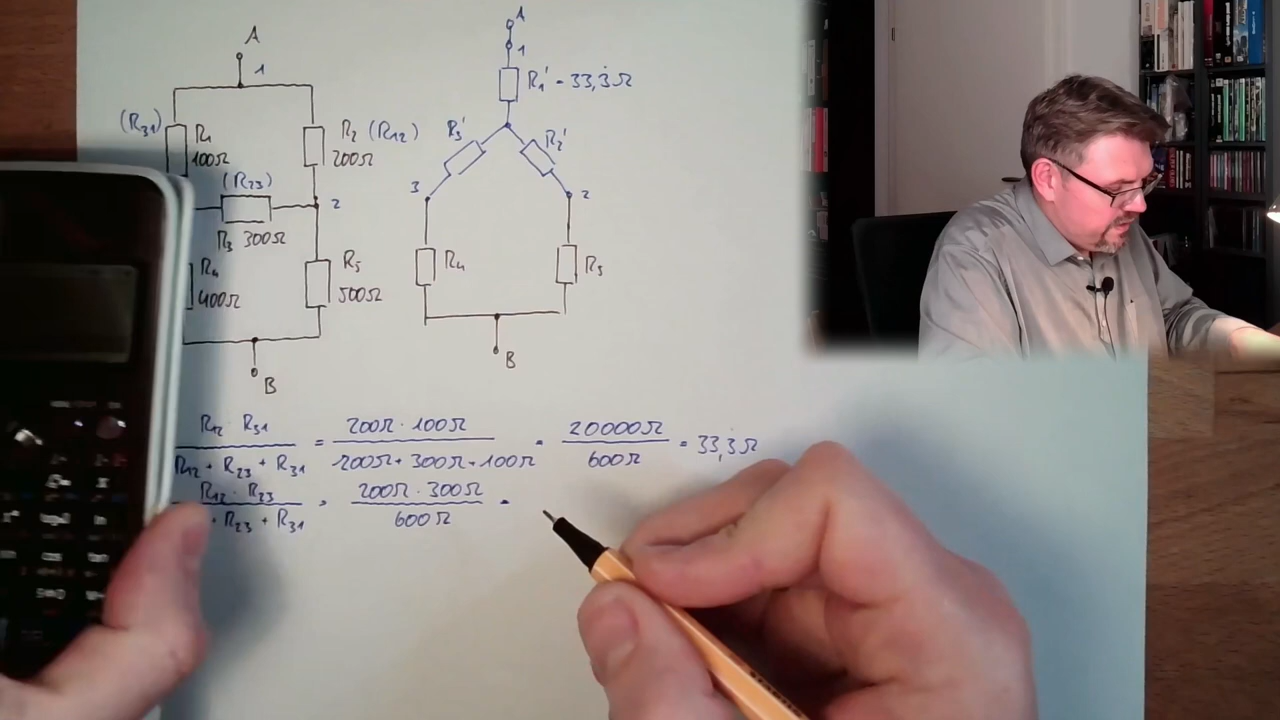 A
1
(R31)
R1
100Ω
R2 (R12)
200Ω
(R23)
2
R3 300Ω
R4
400Ω
R5
500Ω
B
A
1
R1' = 33,3Ω
R3'
R2'
3
2
R4
R5
B
R12 · R31
R12 + R23 + R31
= 200Ω · 100Ω
200Ω + 300Ω + 100Ω
= 20000Ω
600Ω
= 33,3Ω
R12 · R23
+ R23 + R31
= 200Ω · 300Ω
600Ω
=